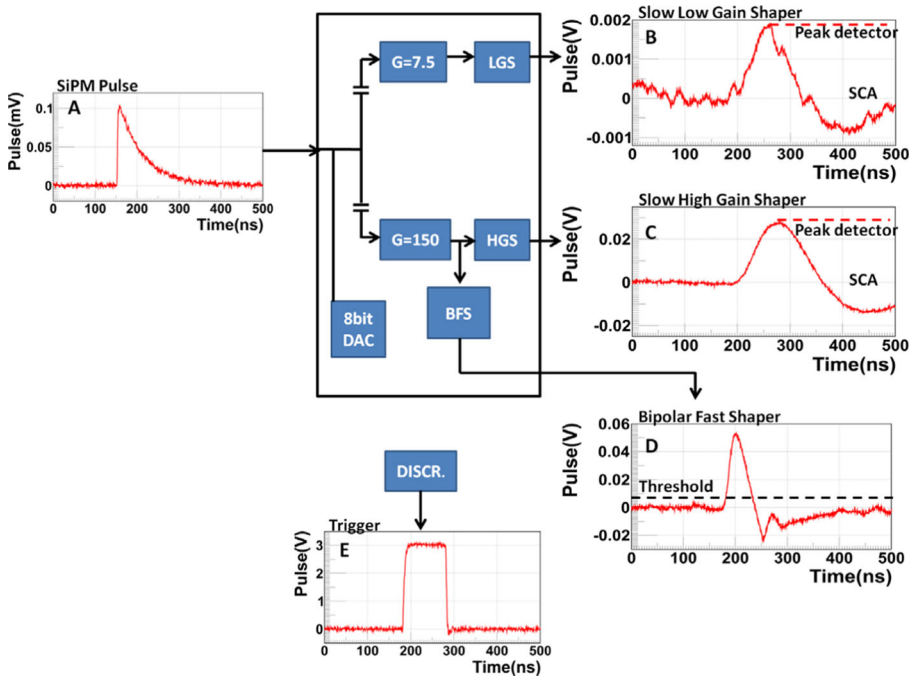 SiPM Pulse
A
Pulse(mV)
0.1
0.05
0
0 100 200 300 400 500
Time(ns)
G=7.5
LGS
G=150
HGS
8bit
DAC
BFS
Slow Low Gain Shaper
B
Peak detector
SCA
Pulse(V)
0.002
0.001
0
-0.001
0 100 200 300 400 500
Time(ns)
Slow High Gain Shaper
C
Peak detector
SCA
Pulse(V)
0.02
0
-0.02
0 100 200 300 400 500
Time(ns)
Bipolar Fast Shaper
D
Threshold
Pulse(V)
0.06
0.04
0.02
0
-0.02
0 100 200 300 400 500
Time(ns)
DISCR.
Trigger
E
Pulse(V)
3
2
1
0
0 100 200 300 400 500
Time(ns)